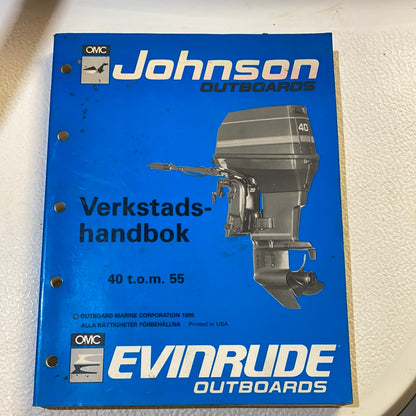 OMC
Johnson
OUTBOARDS
40
Verkstads-
handbok
40 t.o.m. 55
© OUTBOARD MARINE CORPORATION 1989
ALLA RÄTTIGHETER FÖRBEHÅLLNA Printed in USA
OMC
EVINRUDE
OUTBOARDS